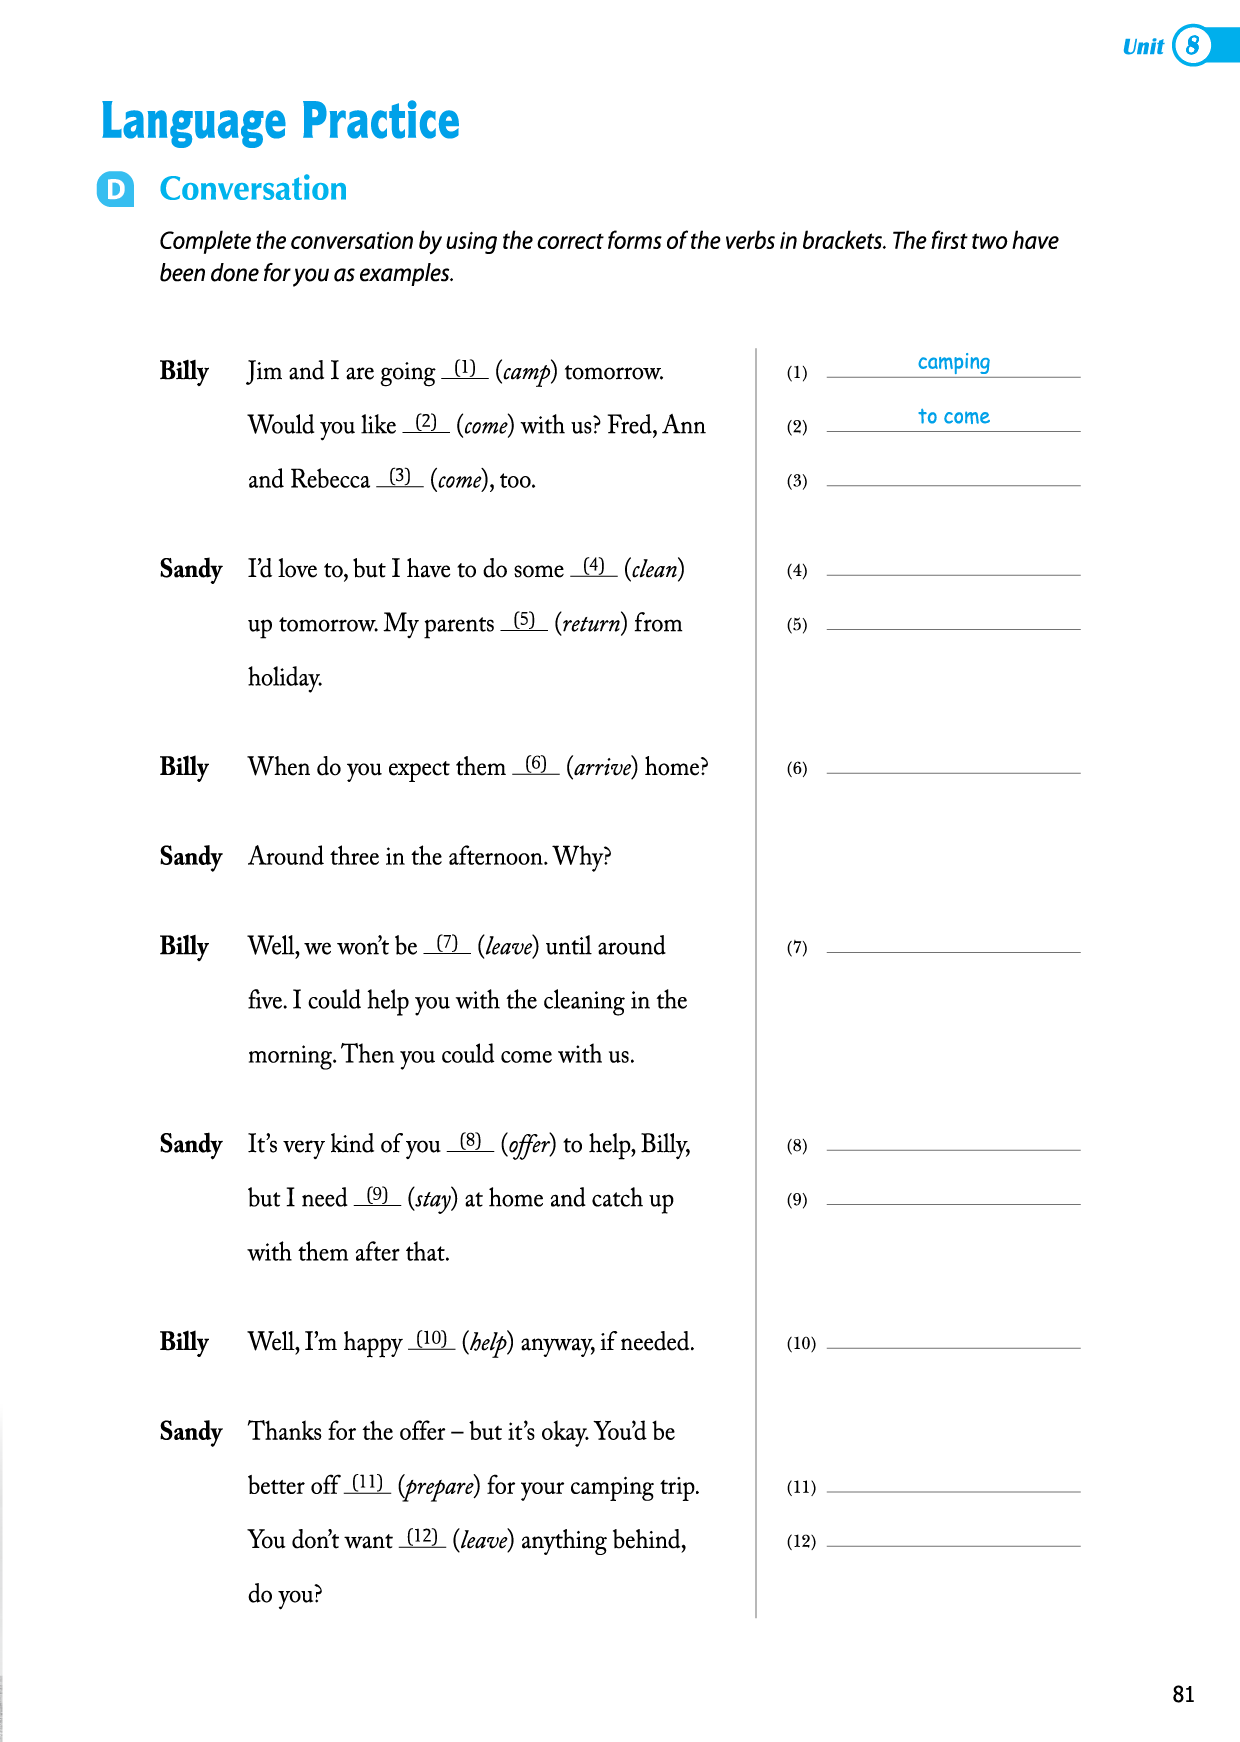 Unit 8
Language Practice
D Conversation
Complete the conversation by using the correct forms of the verbs in brackets. The first two have
been done for you as examples.
Billy Jim and I are going (1) (camp) tomorrow. (1) camping
Would you like (2) (come) with us? Fred, Ann (2) to come
and Rebecca (3) (come), too. (3)
Sandy I'd love to, but I have to do some (4) (clean) (4)
up tomorrow. My parents (5) (return) from (5)
holiday.
Billy When do you expect them (6) (arrive) home? (6)
Sandy Around three in the afternoon. Why?
Billy Well, we won't be (7) (leave) until around (7)
five. I could help you with the cleaning in the
morning. Then you could come with us.
Sandy It's very kind of you (8) (offer) to help, Billy, (8)
but I need (9) (stay) at home and catch up (9)
with them after that.
Billy Well, I'm happy (10) (help) anyway, if needed. (10)
Sandy Thanks for the offer – but it's okay. You'd be
better off (11) (prepare) for your camping trip. (11)
You don't want (12) (leave) anything behind, (12)
do you?
81